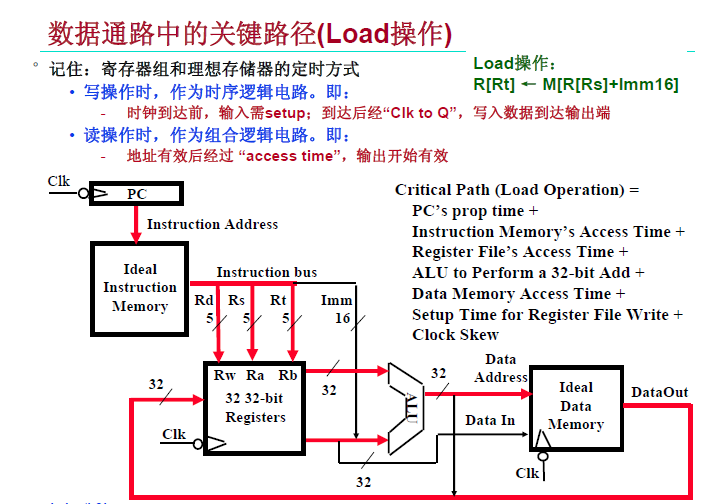 数据通路中的关键路径(Load操作)
° 记住：寄存器组和理想存储器的定时方式
Load操作：
R[Rt] ← M[R[Rs]+Imm16]
• 写操作时，作为时序逻辑电路。即：
- 时钟到达前，输入需setup；到达后经“Clk to Q”，写入数据到达输出端
• 读操作时，作为组合逻辑电路。即：
- 地址有效后经过 “access time”，输出开始有效
Clk
PC
Instruction Address
Critical Path (Load Operation) =
PC's prop time +
Instruction Memory's Access Time +
Register File's Access Time +
ALU to Perform a 32-bit Add +
Data Memory Access Time +
Setup Time for Register File Write +
Clock Skew
Ideal
Instruction
Memory
Instruction bus
Rd Rs Rt Imm
5 5 5 16
32
Rw Ra Rb
32 32-bit
Registers
Clk
32
32
ALU
32
Data
Address
Data In
Ideal
Data
Memory
DataOut
Clk